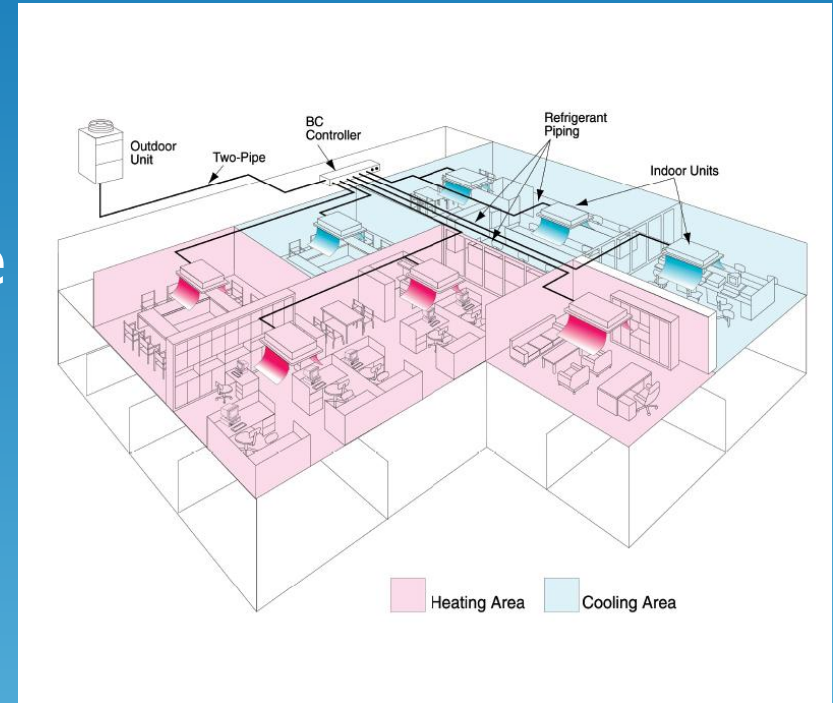 BC
Controller
Outdoor
Unit
Two-Pipe
Refrigerant
Piping
Indoor Units
e
Heating Area
Cooling Area